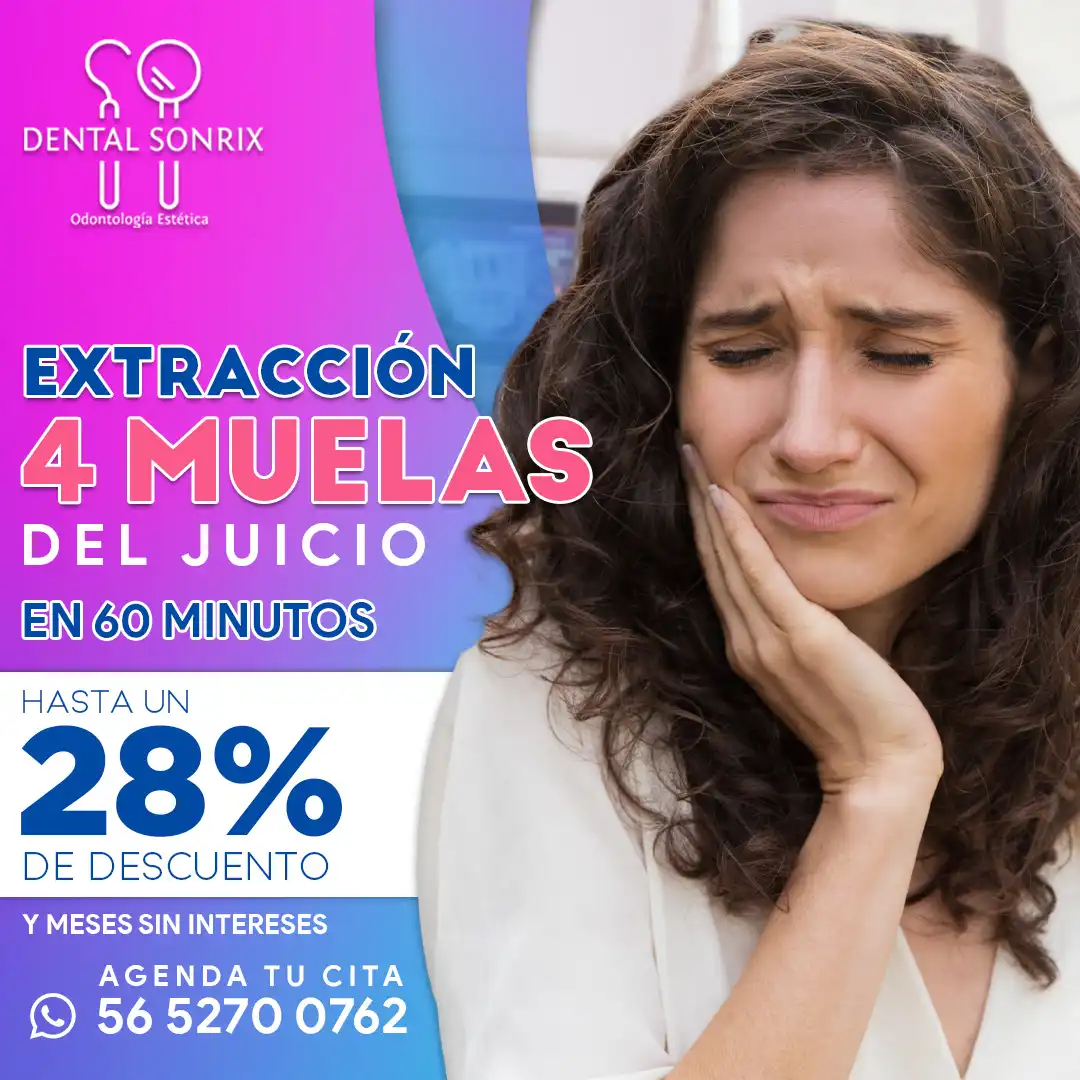 DENTAL SONRIX
Odontología Estética
EXTRACCIÓN
4 MUELAS
DEL JUICIO
EN 60 MINUTOS
HASTA UN
28%
DE DESCUENTO
Y MESES SIN INTERESES
AGENDA TU CITA
56 5270 0762